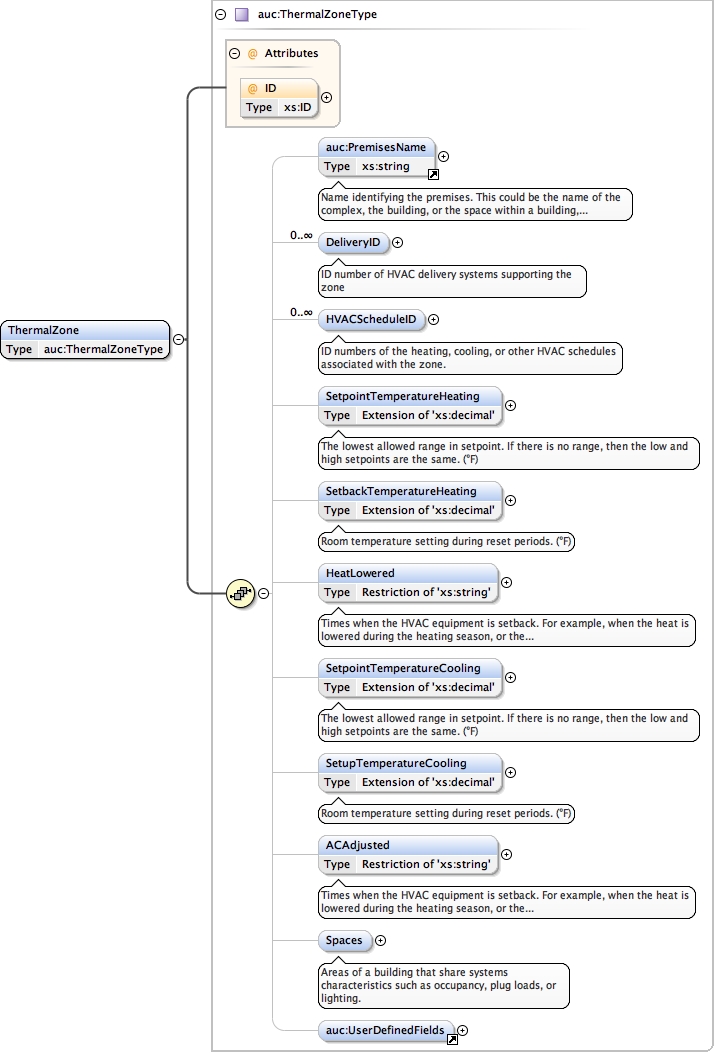 auc:ThermalZoneType
@ Attributes
@ ID
Type xs:ID
auc:PremisesName
Type xs:string
Name identifying the premises. This could be the name of the
complex, the building, or the space within a building,...
0..∞
DeliveryID
ID number of HVAC delivery systems supporting the
zone
0..∞
HVACScheduleID
ID numbers of the heating, cooling, or other HVAC schedules
associated with the zone.
ThermalZone
Type auc:ThermalZoneType
SetpointTemperatureHeating
Type Extension of 'xs:decimal'
The lowest allowed range in setpoint. If there is no range, then the low and
high setpoints are the same. (°F)
SetbackTemperatureHeating
Type Extension of 'xs:decimal'
Room temperature setting during reset periods. (°F)
HeatLowered
Type Restriction of 'xs:string'
Times when the HVAC equipment is setback. For example, when the heat is
lowered during the heating season, or the...
SetpointTemperatureCooling
Type Extension of 'xs:decimal'
The lowest allowed range in setpoint. If there is no range, then the low and
high setpoints are the same. (°F)
SetupTemperatureCooling
Type Extension of 'xs:decimal'
Room temperature setting during reset periods. (°F)
ACAdjusted
Type Restriction of 'xs:string'
Times when the HVAC equipment is setback. For example, when the heat is
lowered during the heating season, or the...
Spaces
Areas of a building that share systems
characteristics such as occupancy, plug loads, or
lighting.
auc:UserDefinedFields